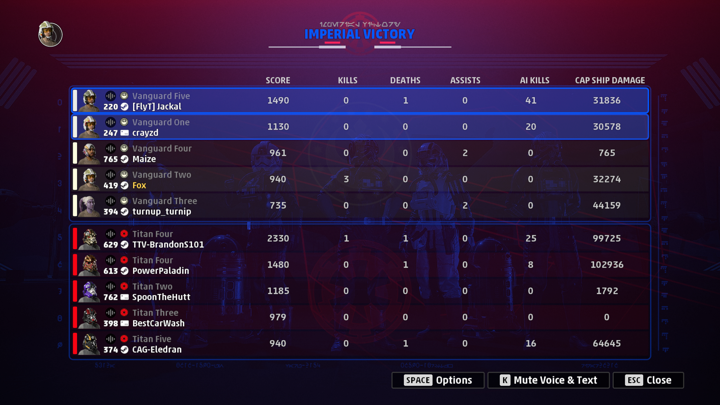 IMPERIAL VICTORY
SCORE KILLS DEATHS ASSISTS AI KILLS CAP SHIP DAMAGE
Vanguard Five
220 [FlyT] Jackal 1490 0 1 0 41 31836
Vanguard One
247 crayzd 1130 0 0 0 20 30578
Vanguard Four
765 Maize 961 0 0 2 0 765
Vanguard Two
419 Fox 940 3 0 0 0 32274
Vanguard Three
394 turnup_turnip 735 0 0 2 0 44159
Titan Four
629 TTV-BrandonS101 2330 1 1 0 25 99725
Titan Four
613 PowerPaladin 1480 0 1 0 8 102936
Titan Two
762 SpoonTheHutt 1185 0 0 0 0 1792
Titan Three
398 BestCarWash 979 0 0 0 0 0
Titan Five
374 CAG-Eledran 940 0 1 0 16 64645
SPACE Options K Mute Voice & Text ESC Close